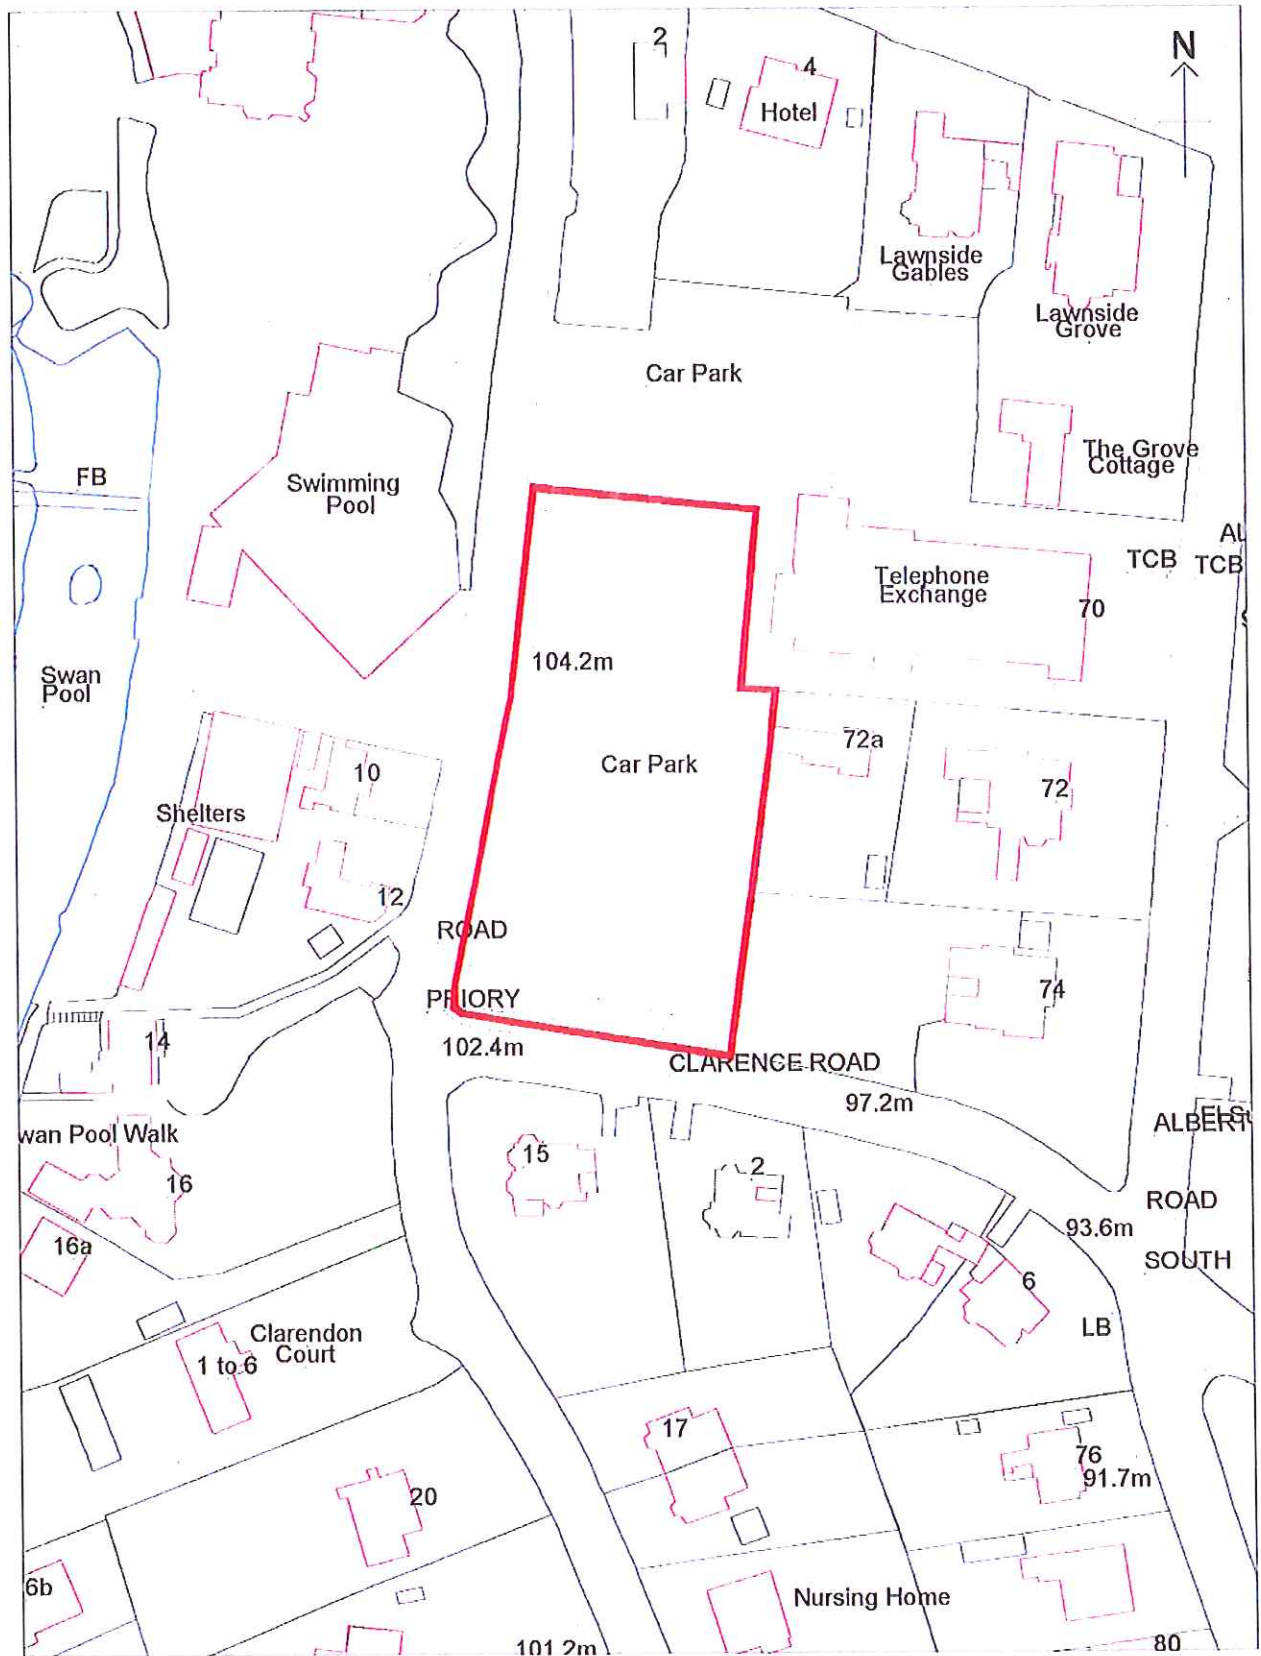 2
4
N
Hotel
Lawnside
Gables
Lawnside
Grove
Car Park
The Grove
Cottage
FB
Swimming
Pool
TCB
TCB
Telephone
Exchange
70
104.2m
Swan
Pool
72a
Car Park
10
72
Shelters
12
ROAD
74
PRIORY
14
102.4m
CLARENCE ROAD
97.2m
ALBERT
wan Pool Walk
15
2
16
ROAD
93.6m
16a
SOUTH
6
LB
Clarendon
Court
1 to 6
17
76
91.7m
20
6b
Nursing Home
101.2m
80